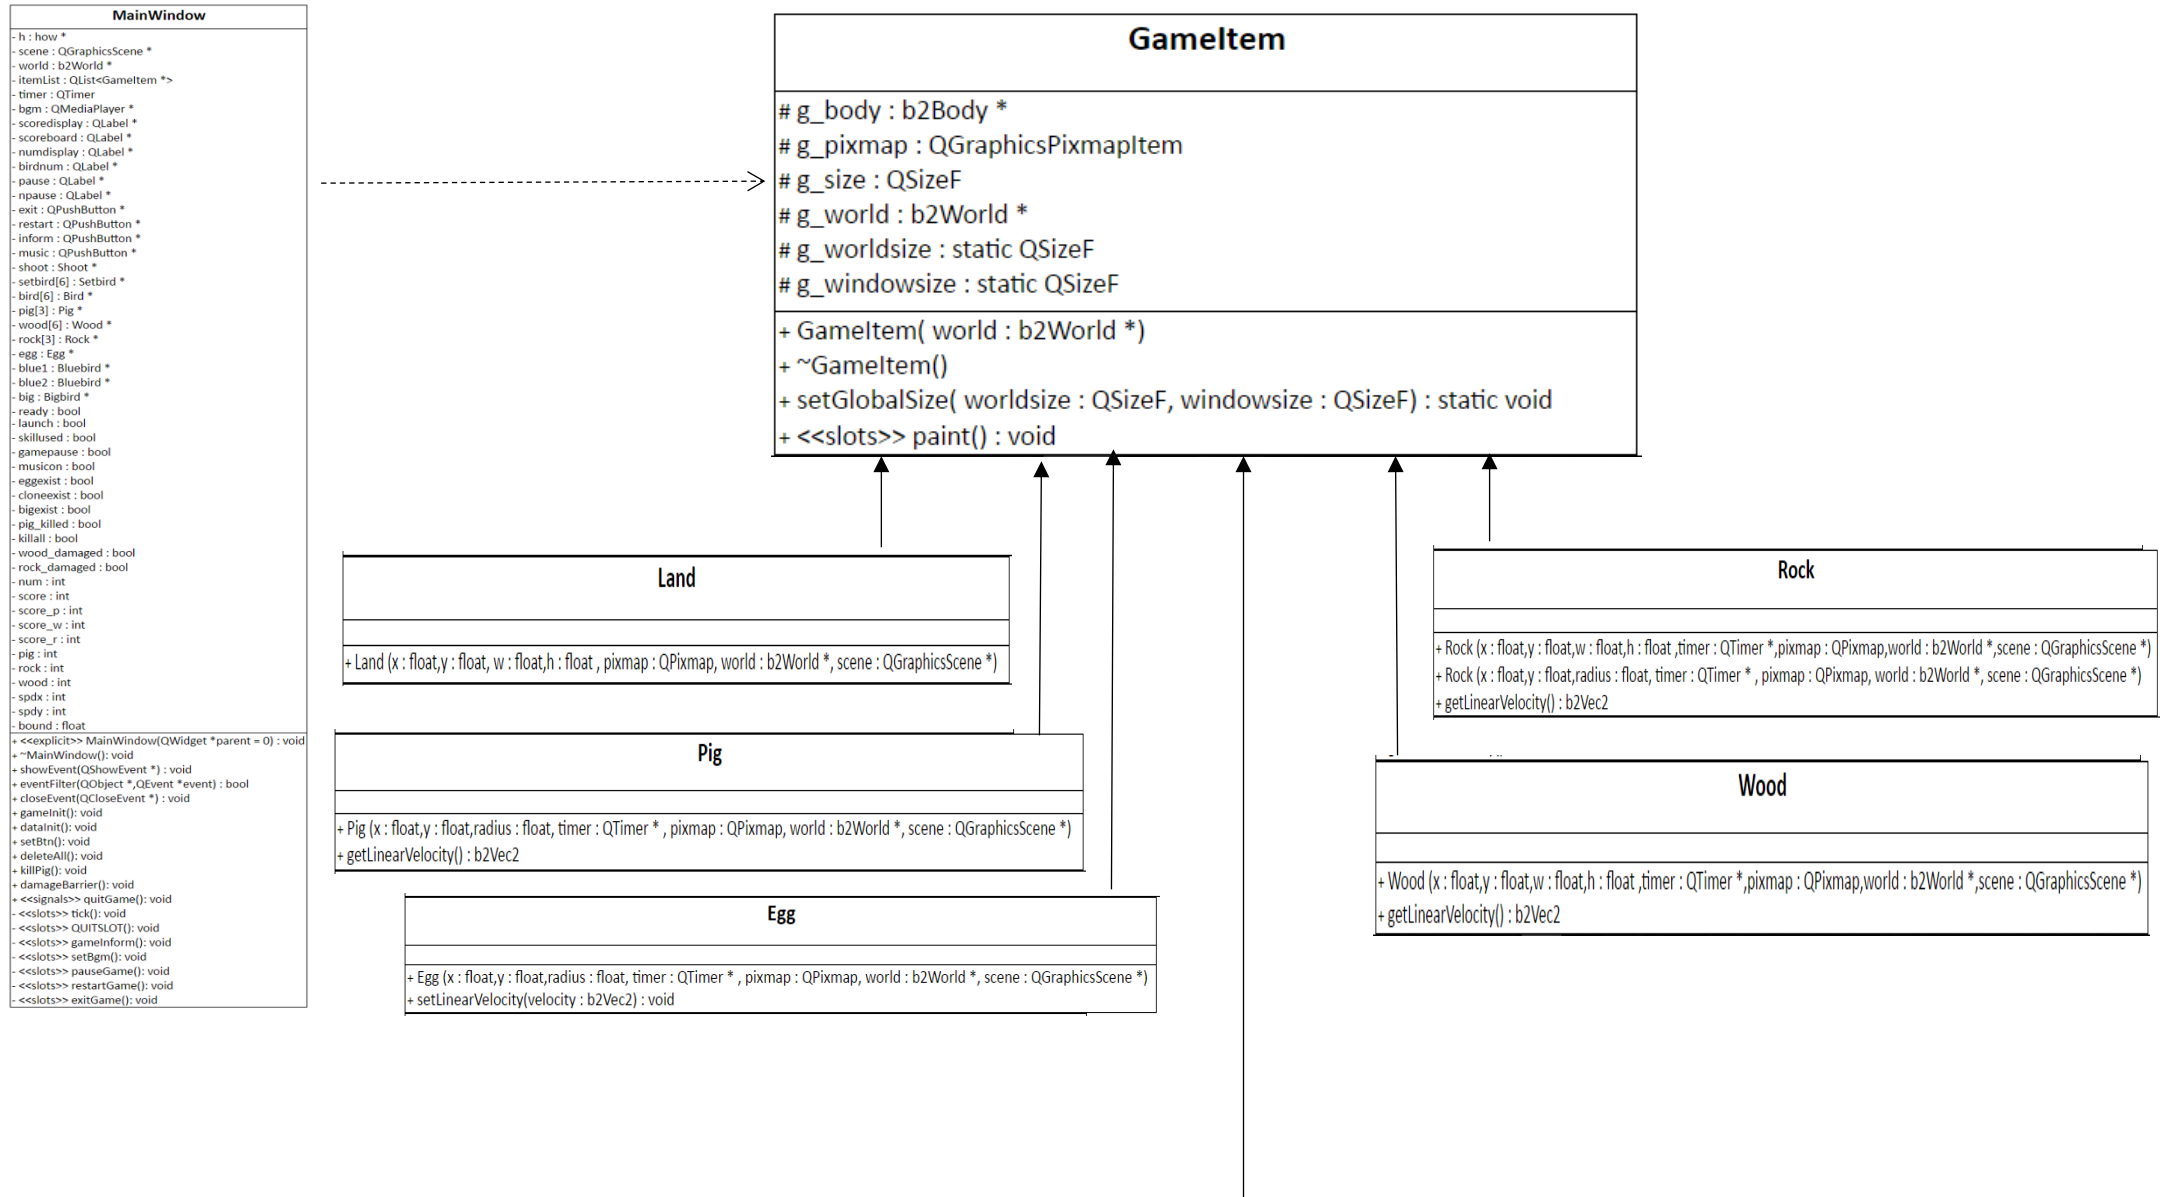 MainWindow
- h : how *
- scene : QGraphicsScene *
- world : b2World *
- itemList : QList<GameItem *>
- timer : QTimer
- bgm : QMediaPlayer *
- scoredisplay : QLabel *
- scoreboard : QLabel *
- numdisplay : QLabel *
- birdnum : QLabel *
- pause : QLabel *
- npause : QLabel *
- exit : QPushButton *
- restart : QPushButton *
- inform : QPushButton *
- music : QPushButton *
- shoot : Shoot *
- setbird[6] : Setbird *
- bird[6] : Bird *
- pig[3] : Pig *
- wood[6] : Wood *
- rock[3] : Rock *
- egg : Egg *
- blue1 : Bluebird *
- blue2 : Bluebird *
- big : Bigbird *
- ready : bool
- launch : bool
- skillused : bool
- gamepause : bool
- musicon : bool
- eggexist : bool
- cloneexist : bool
- bigexist : bool
- pig_killed : bool
- killall : bool
- wood_damaged : bool
- rock_damaged : bool
- num : int
- score : int
- score_p : int
- score_w : int
- score_r : int
- pig : int
- rock : int
- wood : int
- spdx : int
- spdy : int
- bound : float
+ <<explicit>> MainWindow(QWidget *parent = 0) : void
+ ~MainWindow(): void
+ showEvent(QShowEvent *) : void
+ eventFilter(QObject *,QEvent *event) : bool
+ closeEvent(QCloseEvent *) : void
+ gameInit(): void
+ dataInit(): void
+ setBtn(): void
+ deleteAll(): void
+ killPig(): void
+ damageBarrier(): void
+ <<signals>> quitGame(): void
- <<slots>> tick(): void
- <<slots>> QUITSLOT(): void
- <<slots>> gameInform(): void
- <<slots>> setBgm(): void
- <<slots>> pauseGame(): void
- <<slots>> restartGame(): void
- <<slots>> exitGame(): void
GameItem
# g_body : b2Body *
# g_pixmap : QGraphicsPixmapItem
# g_size : QSizeF
# g_world : b2World *
# g_worldsize : static QSizeF
# g_windowsize : static QSizeF
+ GameItem( world : b2World *)
+ ~GameItem()
+ setGlobalSize( worldsize : QSizeF, windowsize : QSizeF) : static void
+ <<slots>> paint() : void
Land
+ Land (x : float,y : float, w : float,h : float , pixmap : QPixmap, world : b2World *, scene : QGraphicsScene *)
Pig
+ Pig (x : float,y : float,radius : float, timer : QTimer * , pixmap : QPixmap, world : b2World *, scene : QGraphicsScene *)
+ getLinearVelocity() : b2Vec2
Egg
+ Egg (x : float,y : float,radius : float, timer : QTimer * , pixmap : QPixmap, world : b2World *, scene : QGraphicsScene *)
+ setLinearVelocity(velocity : b2Vec2) : void
Rock
+ Rock (x : float,y : float,w : float,h : float ,timer : QTimer *,pixmap : QPixmap,world : b2World *,scene : QGraphicsScene *)
+ Rock (x : float,y : float,radius : float, timer : QTimer * , pixmap : QPixmap, world : b2World *, scene : QGraphicsScene *)
+ getLinearVelocity() : b2Vec2
Wood
+ Wood (x : float,y : float,w : float,h : float ,timer : QTimer *,pixmap : QPixmap,world : b2World *,scene : QGraphicsScene *)
+ getLinearVelocity() : b2Vec2